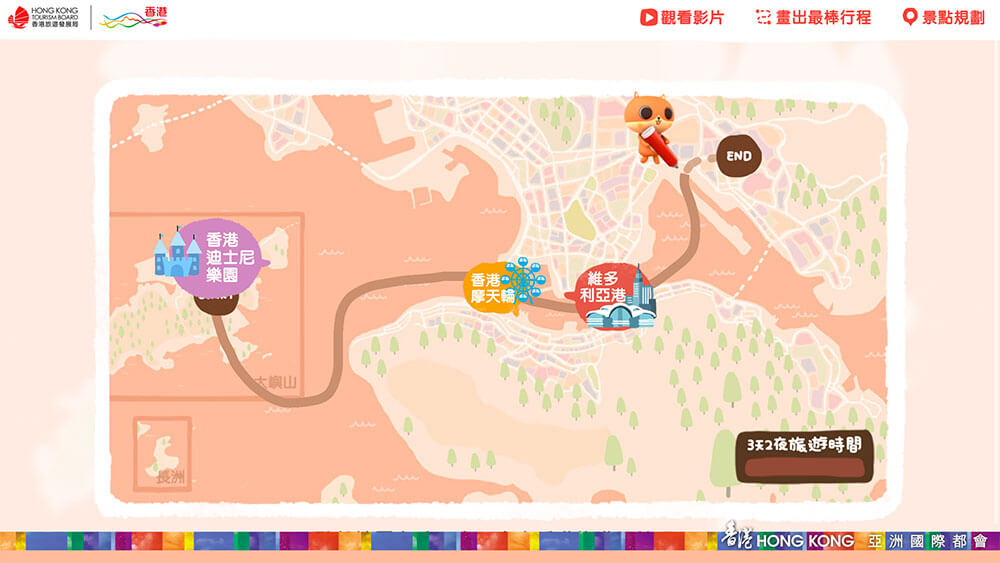 HONG KONG
TOURISM BOARD
香港旅遊發展局
香港
觀看影片
畫出最棒行程
景點規劃
END
香港
迪士尼
樂園
香港
摩天輪
維多
利亞港
大嶼山
長洲
3天2夜旅遊時間
香港 HONG KONG 亞洲國際都會